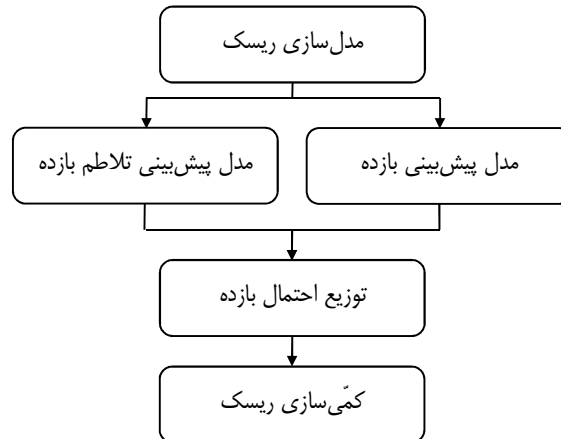 مدل‌سازی ریسک
مدل پیش‌بینی بازده
مدل پیش‌بینی تلاطم بازده
توزیع احتمال بازده
کمّی‌سازی ریسک